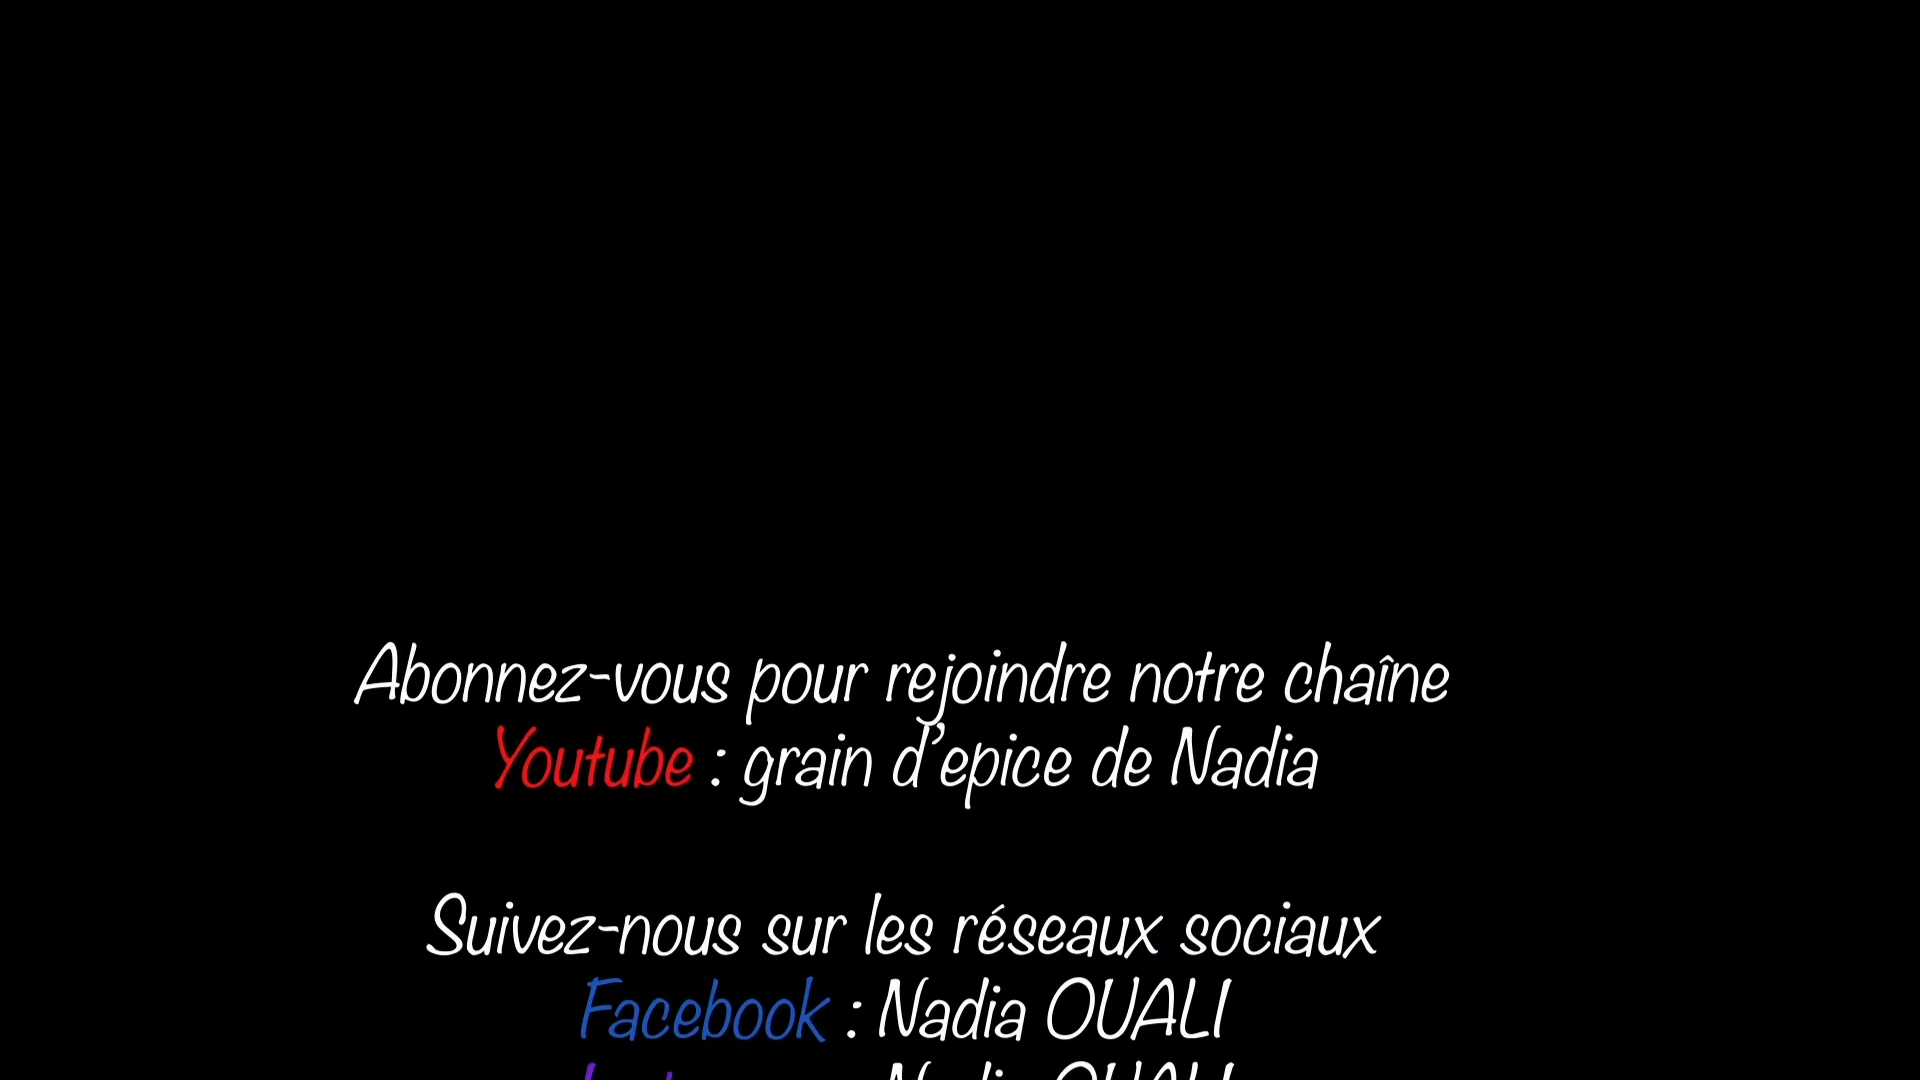 Abonnez-vous pour rejoindre notre chaîne
Youtube : grain d'epice de Nadia
Suivez-nous sur les réseaux sociaux
Facebook : Nadia OUALI